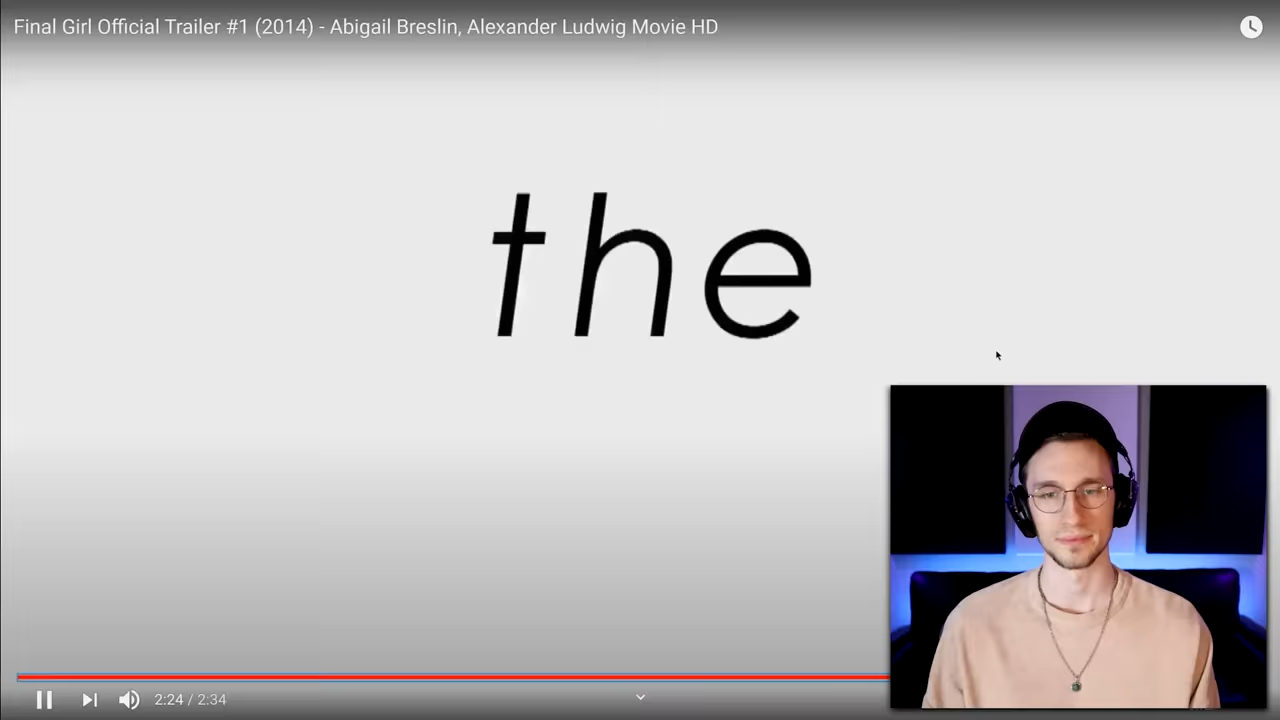 Final Girl Official Trailer #1 (2014) - Abigail Breslin, Alexander Ludwig Movie HD
the
2:24 / 2:34